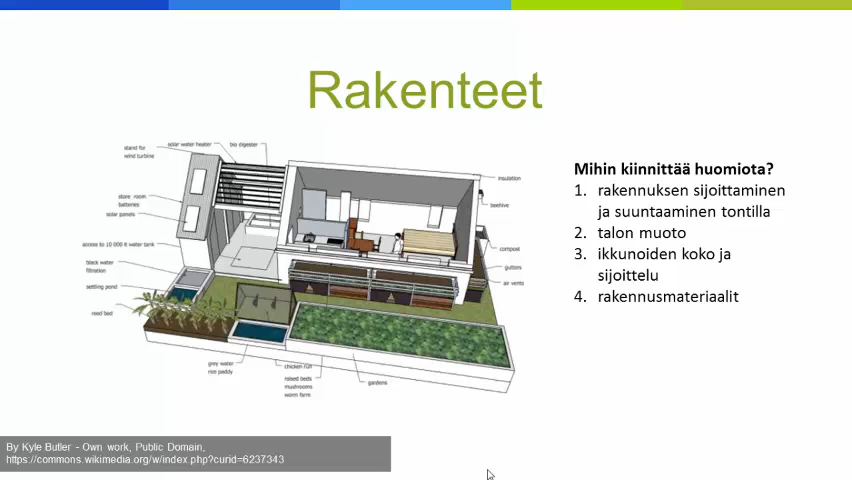 Rakenteet
stand for
wind turbine
solar water heater
bio digester
store room
batteries
solar panels
access to 10 000 lt water tank
black water
filtration
settling pond
reed bed
insulation
beehive
compost
gutters
air vents
grey water
rice paddy
chicken run
raised beds
mushrooms
worm farm
gardens
Mihin kiinnittää huomiota?
1. rakennuksen sijoittaminen
ja suuntaaminen tontilla
2. talon muoto
3. ikkunoiden koko ja
sijoittelu
4. rakennusmateriaalit
By Kyle Butler - Own work, Public Domain,
https://commons.wikimedia.org/w/index.php?curid=6237343